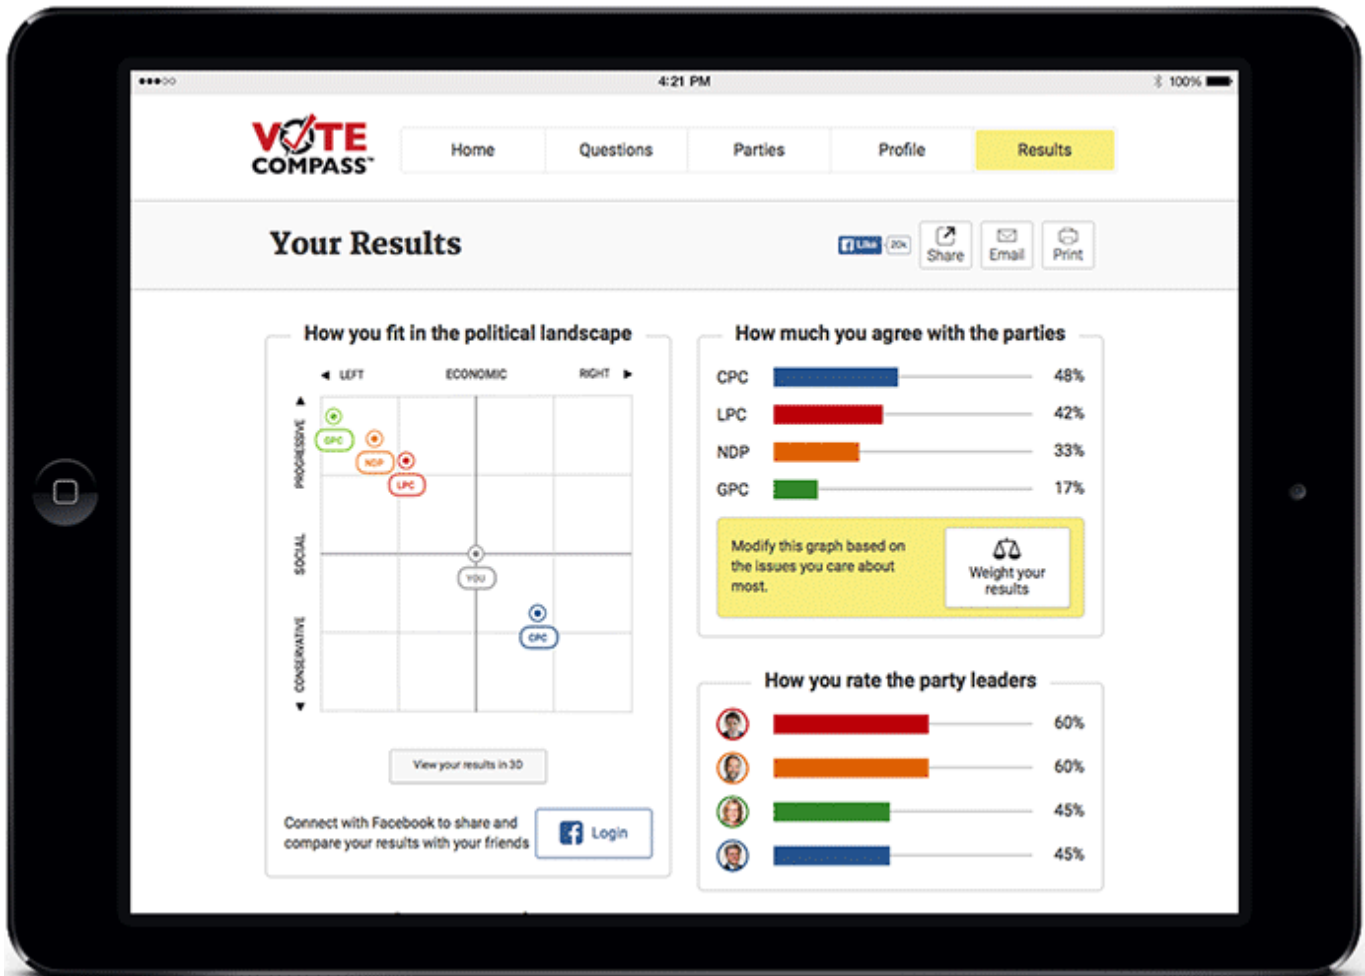 4:21 PM
100%
VOTE
COMPASS™
Home
Questions
Parties
Profile
Results
Your Results
Like
20k
Share
Email
Print
How you fit in the political landscape
LEFT
ECONOMIC
RIGHT
PROGRESSIVE
SOCIAL
CONSERVATIVE
GPC
NDP
LPC
YOU
CPC
View your results in 3D
Connect with Facebook to share and
compare your results with your friends
Login
How much you agree with the parties
CPC 48%
LPC 42%
NDP 33%
GPC 17%
Modify this graph based on
the issues you care about
most.
Weight your
results
How you rate the party leaders
60%
60%
45%
45%